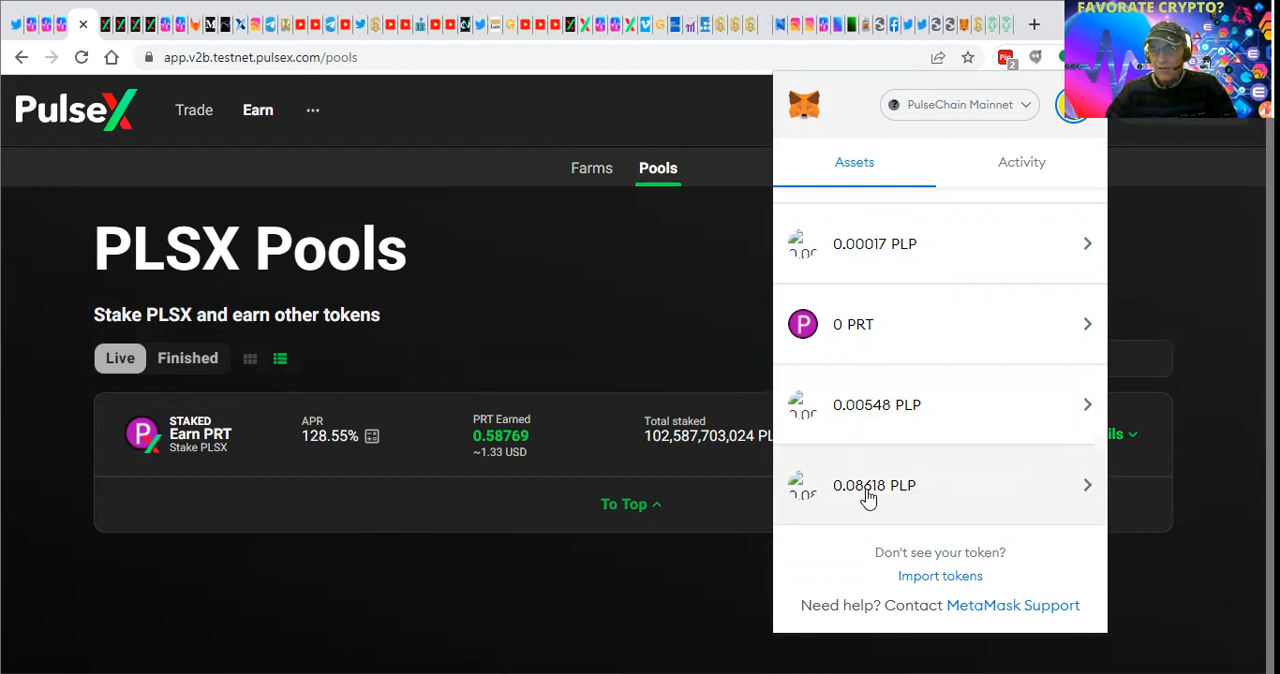 FAVORATE CRYPTO?
app.v2b.testnet.pulsex.com/pools
2
PulseX
Trade
Earn
PulseChain Mainnet
Farms
Pools
Assets
Activity
PLSX Pools
Stake PLSX and earn other tokens
Live
Finished
STAKED
Earn PRT
Stake PLSX
APR
128.55%
PRT Earned
0.58769
~1.33 USD
Total staked
102,587,703,024 PL
ils
To Top
0.00017 PLP
P
0 PRT
0.00548 PLP
0.08618 PLP
Don't see your token?
Import tokens
Need help? Contact MetaMask Support